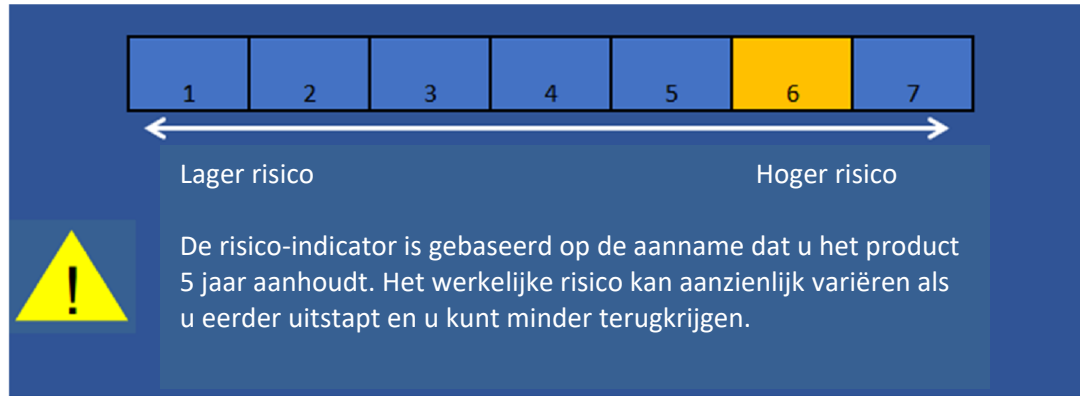 1 2 3 4 5 6 7
Lager risico Hoger risico
De risico-indicator is gebaseerd op de aanname dat u het product
5 jaar aanhoudt. Het werkelijke risico kan aanzienlijk variëren als
u eerder uitstapt en u kunt minder terugkrijgen.
!